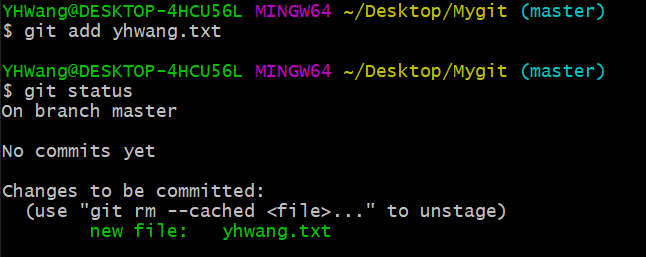 YHWang@DESKTOP-4HCU56L MINGW64 ~/Desktop/Mygit (master)
$ git add yhwang.txt
YHWang@DESKTOP-4HCU56L MINGW64 ~/Desktop/Mygit (master)
$ git status
On branch master
No commits yet
Changes to be committed:
  (use "git rm --cached <file>..." to unstage)
        new file:   yhwang.txt